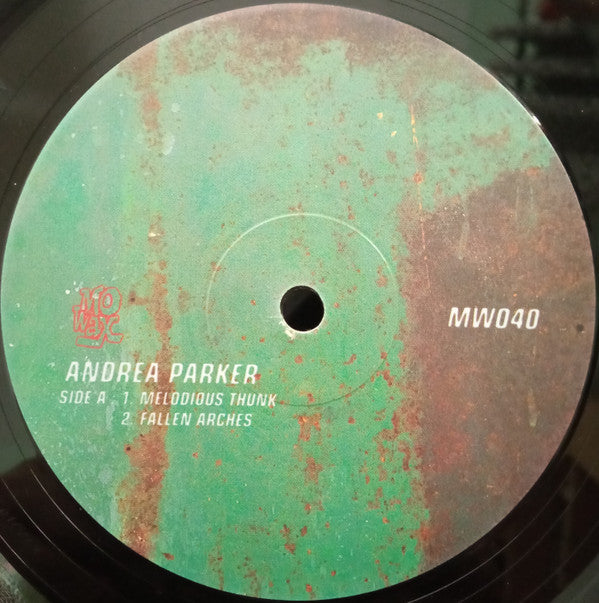 MO
WAX
MW040
ANDREA PARKER
SIDE A 1. MELODIOUS THUNK
2. FALLEN ARCHES